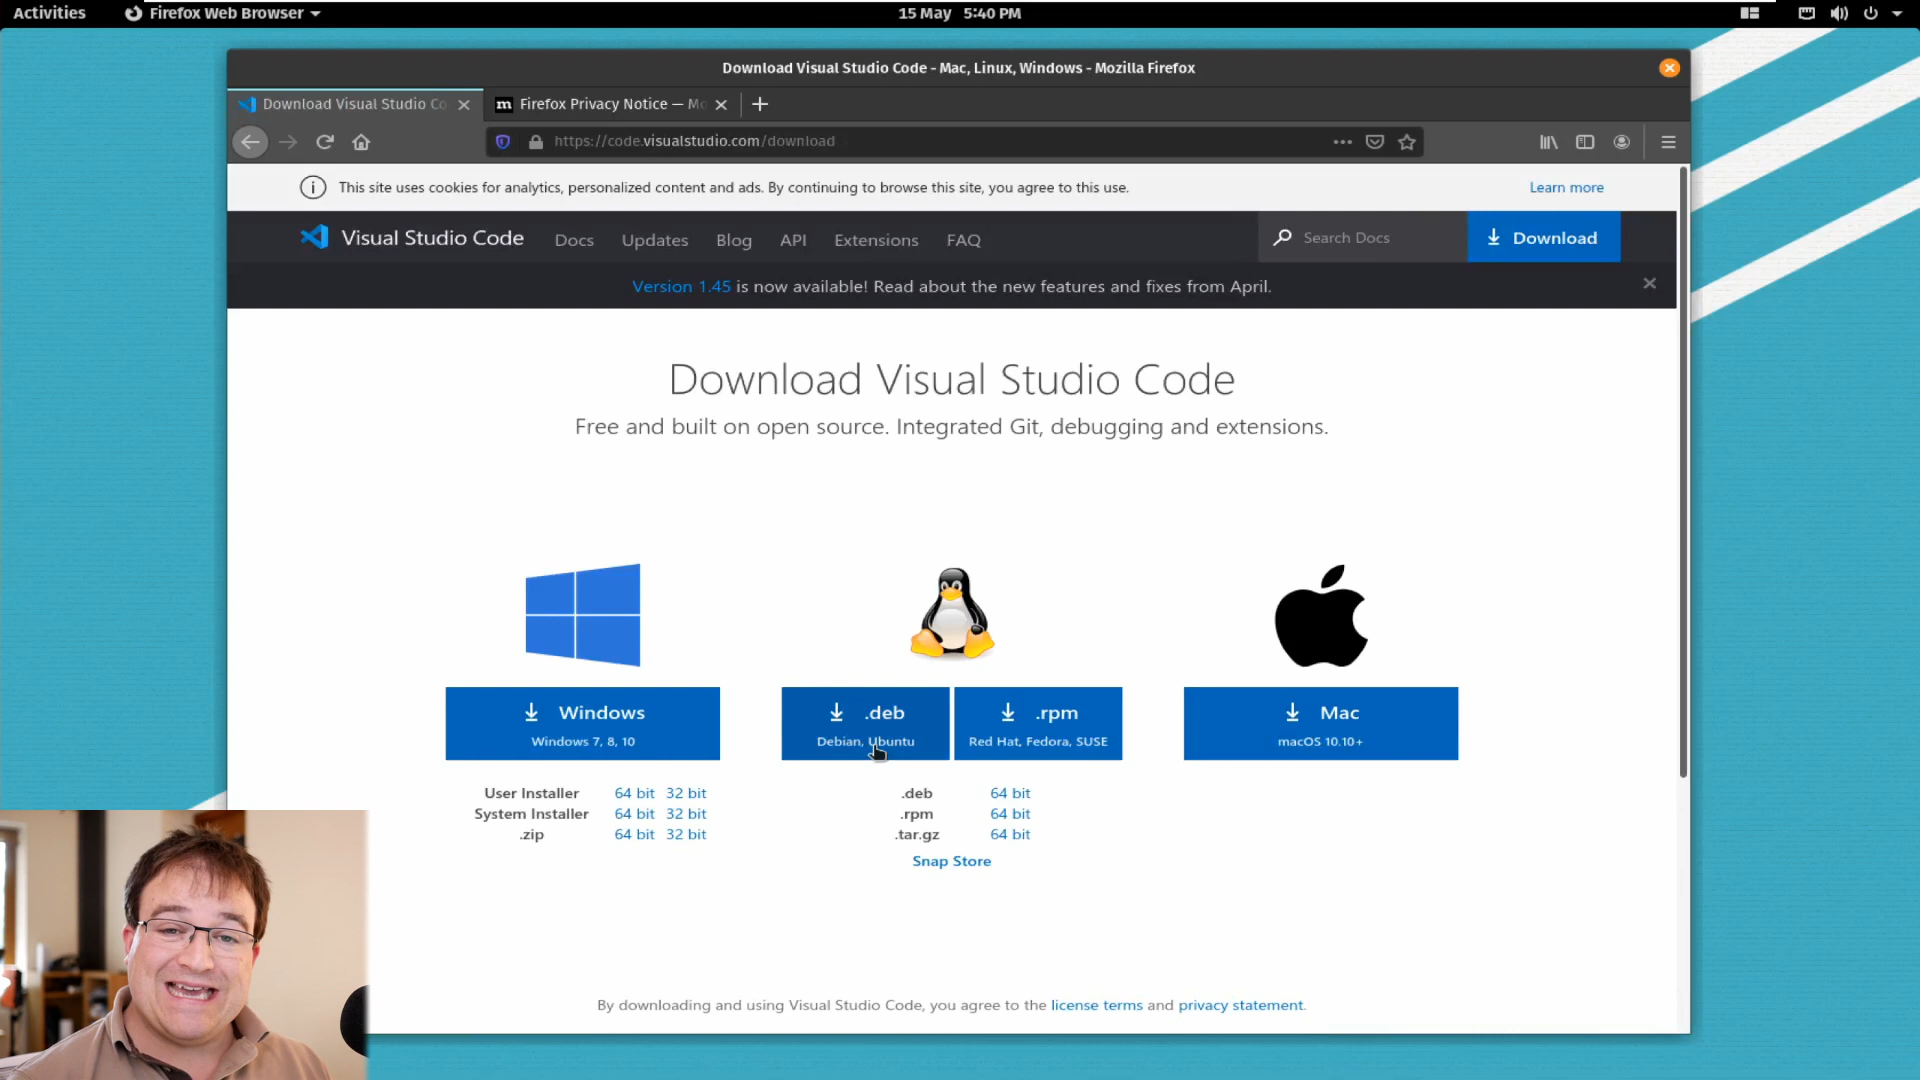 Activities Firefox Web Browser 15 May 5:40 PM
Download Visual Studio Code - Mac, Linux, Windows - Mozilla Firefox
Download Visual Studio Co m Firefox Privacy Notice — Mo
https://code.visualstudio.com/download
This site uses cookies for analytics, personalized content and ads. By continuing to browse this site, you agree to this use. Learn more
Visual Studio Code Docs Updates Blog API Extensions FAQ Search Docs Download
Version 1.45 is now available! Read about the new features and fixes from April.
Download Visual Studio Code
Free and built on open source. Integrated Git, debugging and extensions.
Windows .deb .rpm Mac
Windows 7, 8, 10 Debian, Ubuntu Red Hat, Fedora, SUSE macOS 10.10+
User Installer 64 bit 32 bit .deb 64 bit
System Installer 64 bit 32 bit .rpm 64 bit
.zip 64 bit 32 bit .tar.gz 64 bit
Snap Store
By downloading and using Visual Studio Code, you agree to the license terms and privacy statement.